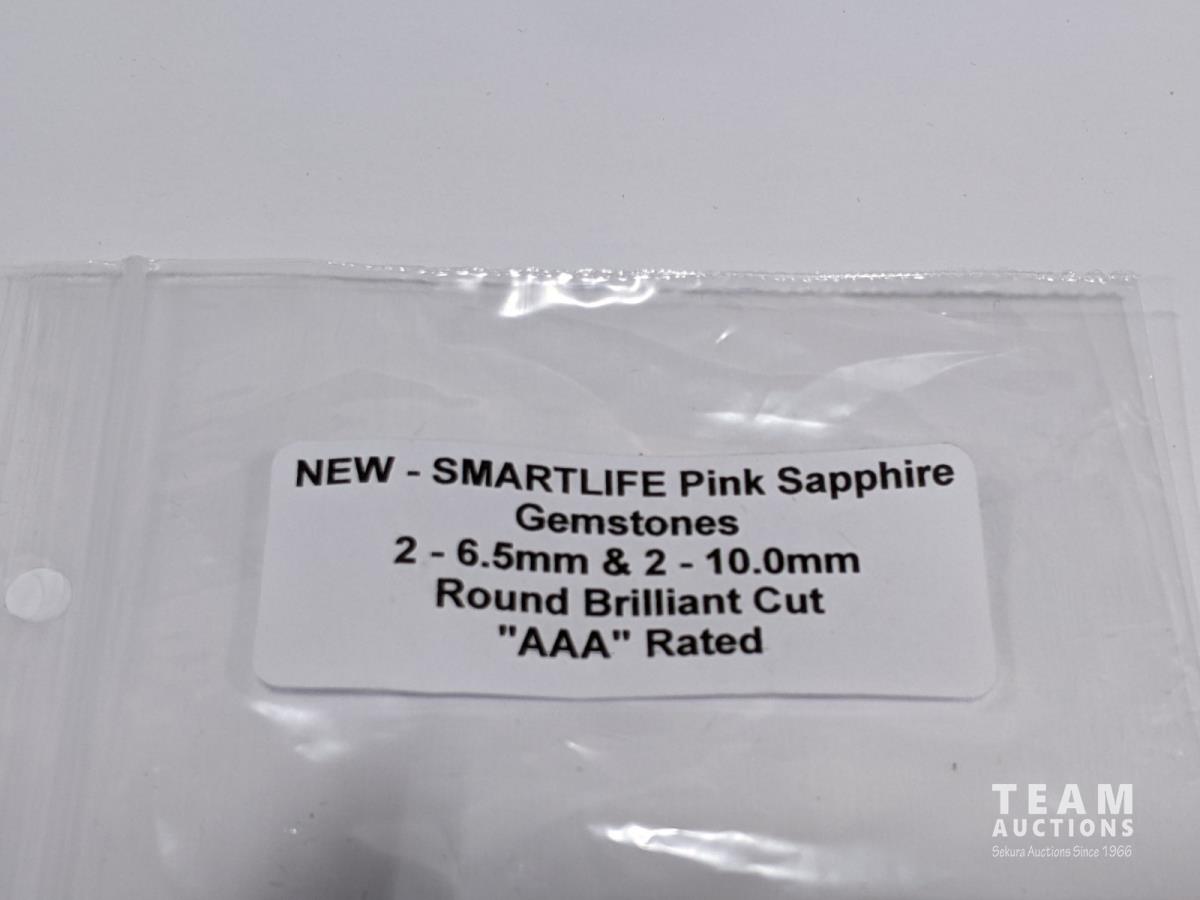 NEW - SMARTLIFE Pink Sapphire
Gemstones
2 - 6.5mm & 2 - 10.0mm
Round Brilliant Cut
"AAA" Rated
TEAM
AUCTIONS
Sekura Auctions Since 1966